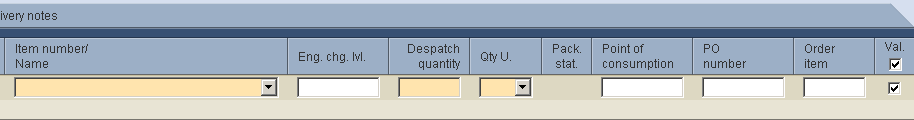 ivery notes
Item number/
Name
Eng. chg. lvl.
Despatch
quantity
Qty U.
Pack.
stat.
Point of
consumption
PO
number
Order
item
Val.